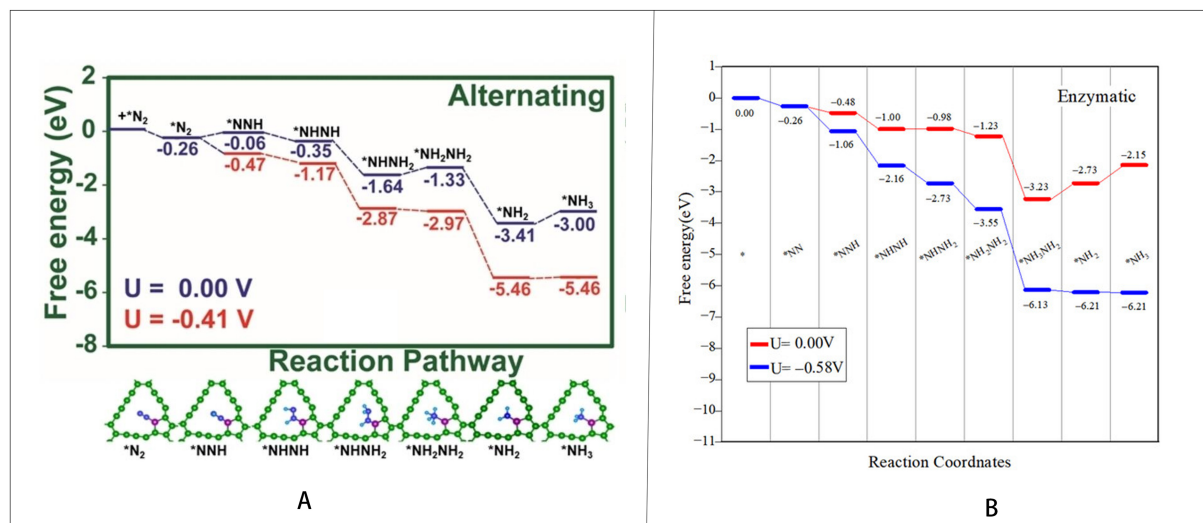 2
0
-2
-4
-6
-8
Free energy (eV)
Alternating
+*N2
*N2
-0.26
*NNH
-0.06
-0.47
*NHNH
-0.35
-1.17
*NHNH2
-1.64
-2.87
*NH2NH2
-1.33
-2.97
*NH2
-3.41
-5.46
*NH3
-3.00
-5.46
U = 0.00 V
U = -0.41 V
Reaction Pathway
*N2 *NNH *NHNH *NHNH2 *NH2NH2 *NH2 *NH3
A
1
0
−1
−2
−3
−4
−5
−6
−7
−8
−9
−10
−11
Free energy(eV)
Enzymatic
0.00
−0.26
−0.48
−1.00
−0.98
−1.23
−3.23
−2.73
−2.15
−1.06
−2.16
−2.73
−3.55
−6.13
−6.21
−6.21
*
*NN
*NNH
*NHNH
*NHNH2
*NH2NH2
*NH3NH2
*NH2
*NH3
U= 0.00V
U= −0.58V
Reaction Coordnates
B